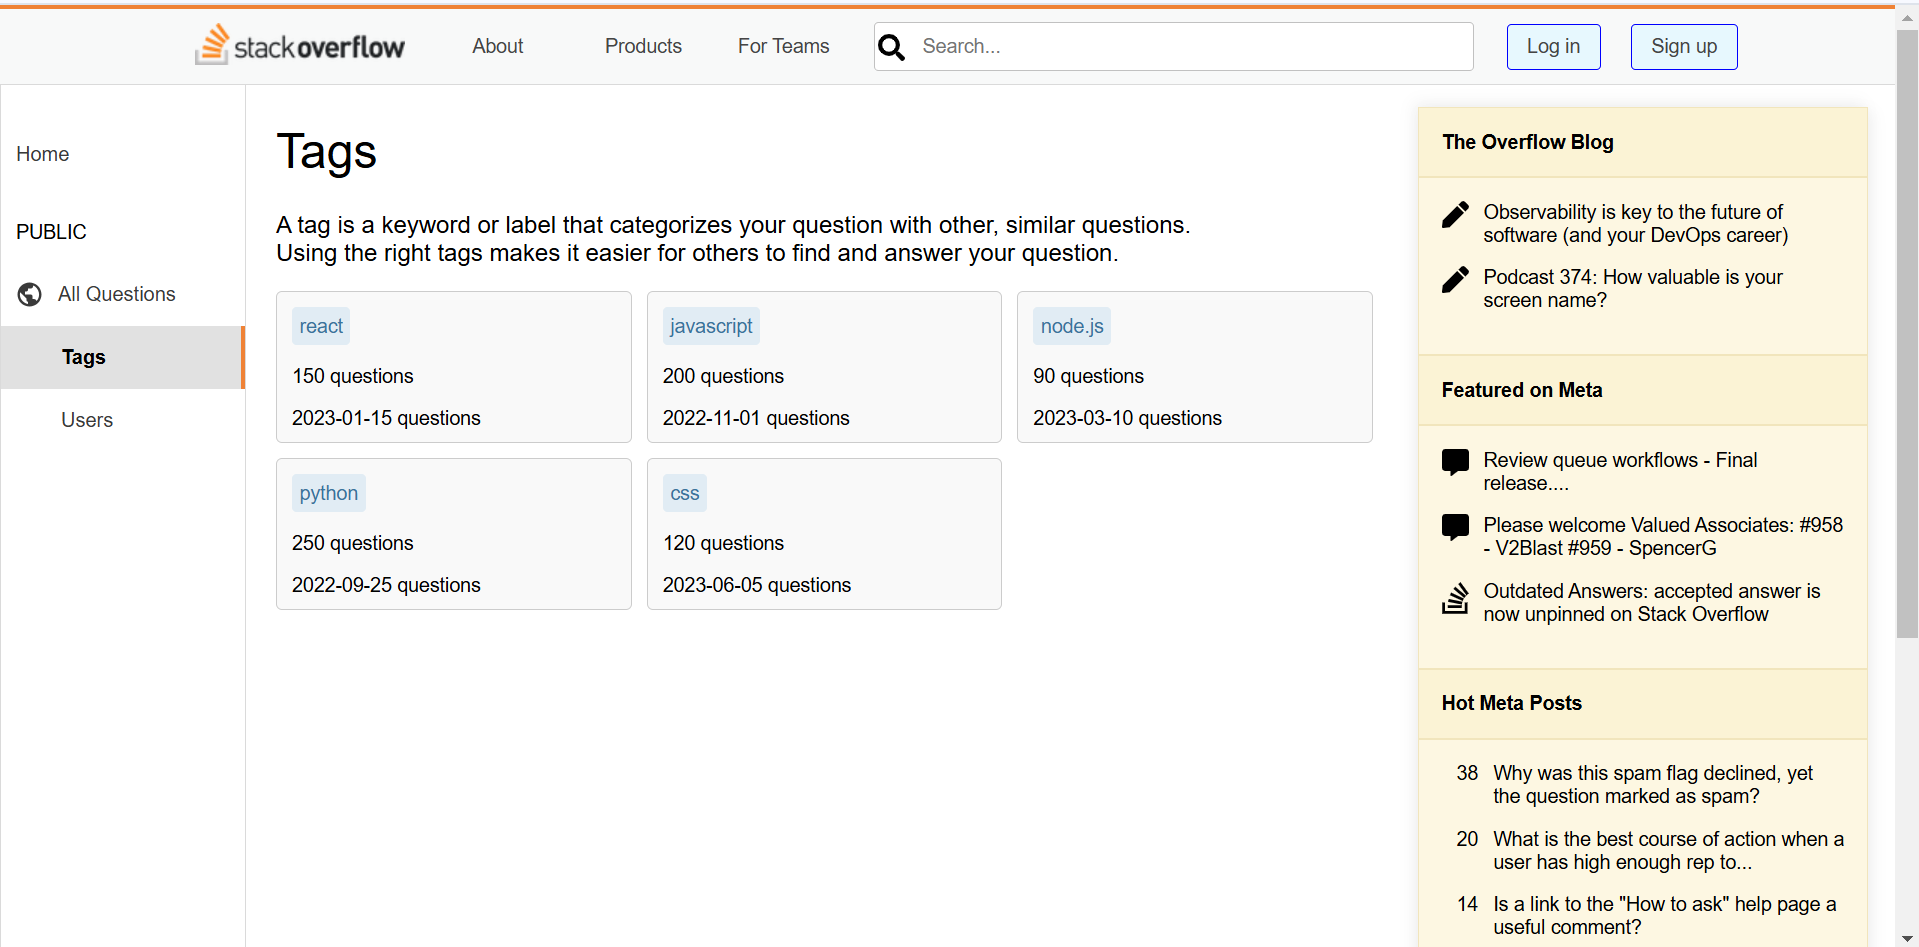 stackoverflow
About
Products
For Teams
Search...
Log in
Sign up
Home
PUBLIC
All Questions
Tags
Users
Tags
A tag is a keyword or label that categorizes your question with other, similar questions.
Using the right tags makes it easier for others to find and answer your question.
react
150 questions
2023-01-15 questions
javascript
200 questions
2022-11-01 questions
node.js
90 questions
2023-03-10 questions
python
250 questions
2022-09-25 questions
css
120 questions
2023-06-05 questions
The Overflow Blog
Observability is key to the future of
software (and your DevOps career)
Podcast 374: How valuable is your
screen name?
Featured on Meta
Review queue workflows - Final
release....
Please welcome Valued Associates: #958
- V2Blast #959 - SpencerG
Outdated Answers: accepted answer is
now unpinned on Stack Overflow
Hot Meta Posts
38 Why was this spam flag declined, yet
the question marked as spam?
20 What is the best course of action when a
user has high enough rep to...
14 Is a link to the "How to ask" help page a
useful comment?